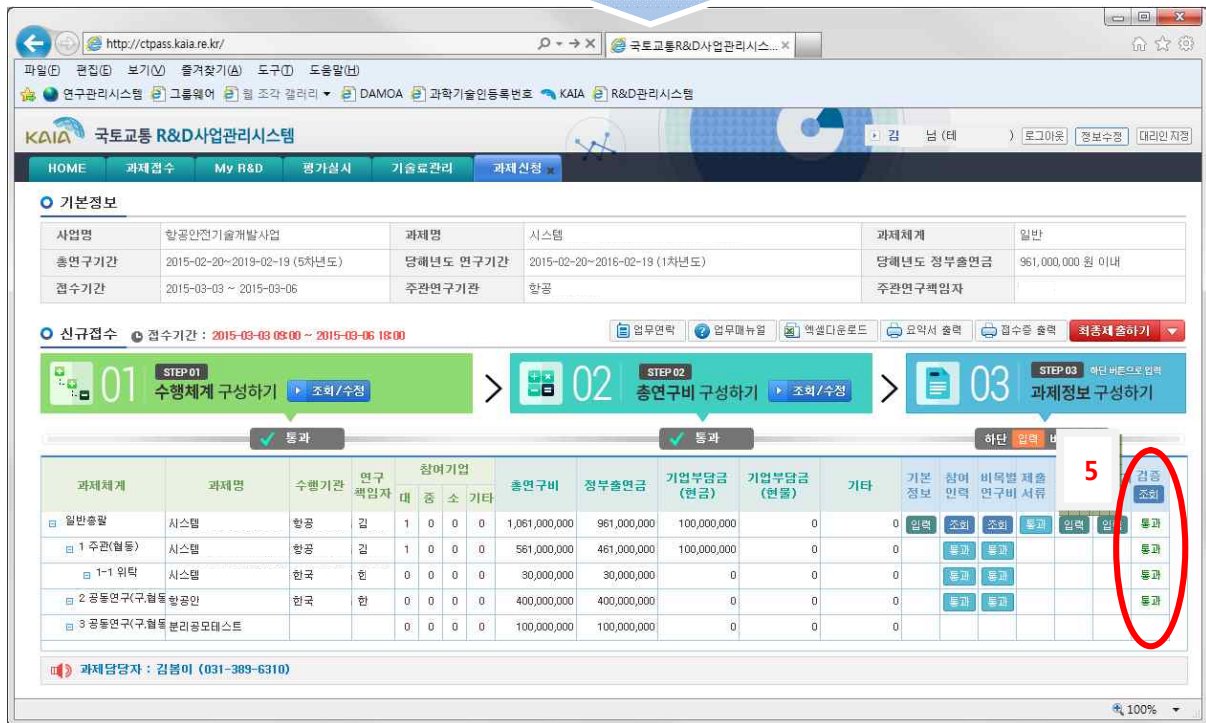 http://ctpass.kaia.re.kr/
국토교통R&D사업관리시스...
파일(F) 편집(E) 보기(V) 즐겨찾기(A) 도구(T) 도움말(H)
연구관리시스템 그룹웨어 웹 조각 갤러리 DAMOA 과학기술인등록번호 KAIA R&D관리시스템
KAIA 국토교통 R&D사업관리시스템
김 님 (테 ) 로그아웃 정보수정 대리인지정
HOME 과제접수 My R&D 평가실시 기술료관리 과제신청
기본정보
사업명 항공안전기술개발사업 과제명 시스템 과제체계 일반
총연구기간 2015-02-20~2019-02-19 (5차년도) 당해년도 연구기간 2015-02-20~2016-02-19 (1차년도) 당해년도 정부출연금 961,000,000 원 이내
접수기간 2015-03-03 ~ 2015-03-06 주관연구기관 항공 주관연구책임자
신규접수 접수기간 : 2015-03-03 09:00 ~ 2015-03-06 18:00
업무연락 업무매뉴얼 엑셀다운로드 요약서 출력 접수증 출력 최종제출하기
01 STEP 01 수행체계 구성하기 조회/수정
02 STEP 02 총연구비 구성하기 조회/수정
03 STEP 03 하단 버튼으로 입력 과제정보 구성하기
통과 통과 하단 입력
5
과제체계 과제명 수행기관 연구책임자 참여기업 대 중 소 기타 총연구비 정부출연금 기업부담금 (현금) 기업부담금 (현물) 기타 기본정보 참여인력 비목별연구비 제출서류 검증 조회
일반총괄 시스템 항공 김 1 0 0 0 1,061,000,000 961,000,000 100,000,000 0 0 입력 조회 조회 통과 입력 입 통과
1 주관(협동) 시스템 항공 김 1 0 0 0 561,000,000 461,000,000 100,000,000 0 0 통과 통과 통과
1-1 위탁 시스템 한국 한 0 0 0 0 30,000,000 30,000,000 0 0 0 통과 통과 통과
2 공동연구(구,협동 항공안 한국 한 0 0 0 0 400,000,000 400,000,000 0 0 0 통과 통과 통과
3 공동연구(구,협동 분리공모테스트 0 0 0 0 100,000,000 100,000,000 0 0 0
과제담당자 : 김봄이 (031-389-6310)
100%